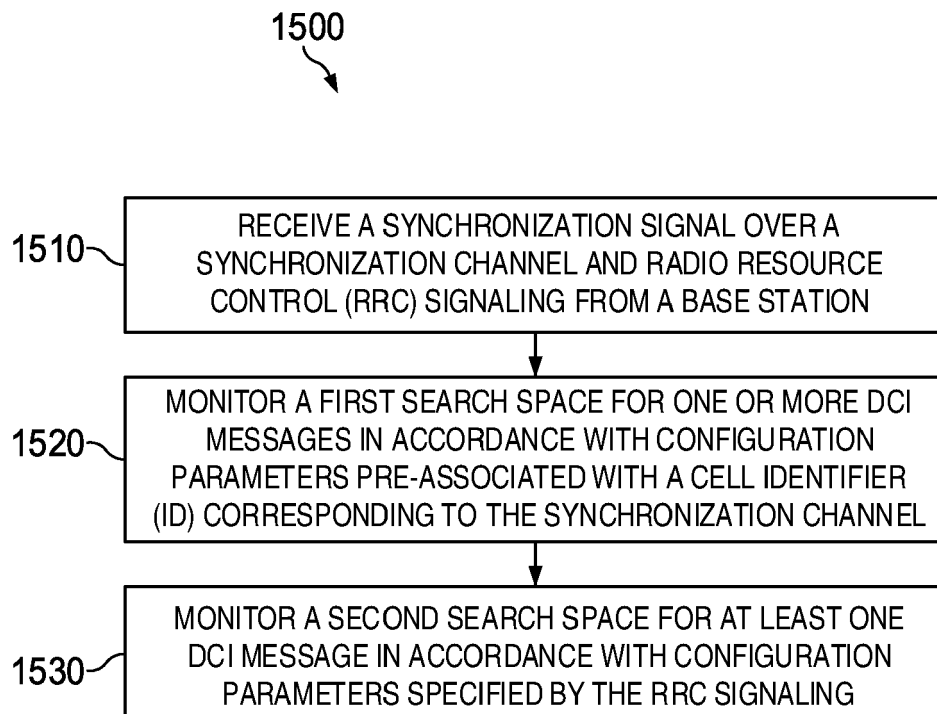 1500
1510
RECEIVE A SYNCHRONIZATION SIGNAL OVER A
SYNCHRONIZATION CHANNEL AND RADIO RESOURCE
CONTROL (RRC) SIGNALING FROM A BASE STATION
1520
MONITOR A FIRST SEARCH SPACE FOR ONE OR MORE DCI
MESSAGES IN ACCORDANCE WITH CONFIGURATION
PARAMETERS PRE-ASSOCIATED WITH A CELL IDENTIFIER
(ID) CORRESPONDING TO THE SYNCHRONIZATION CHANNEL
1530
MONITOR A SECOND SEARCH SPACE FOR AT LEAST ONE
DCI MESSAGE IN ACCORDANCE WITH CONFIGURATION
PARAMETERS SPECIFIED BY THE RRC SIGNALING